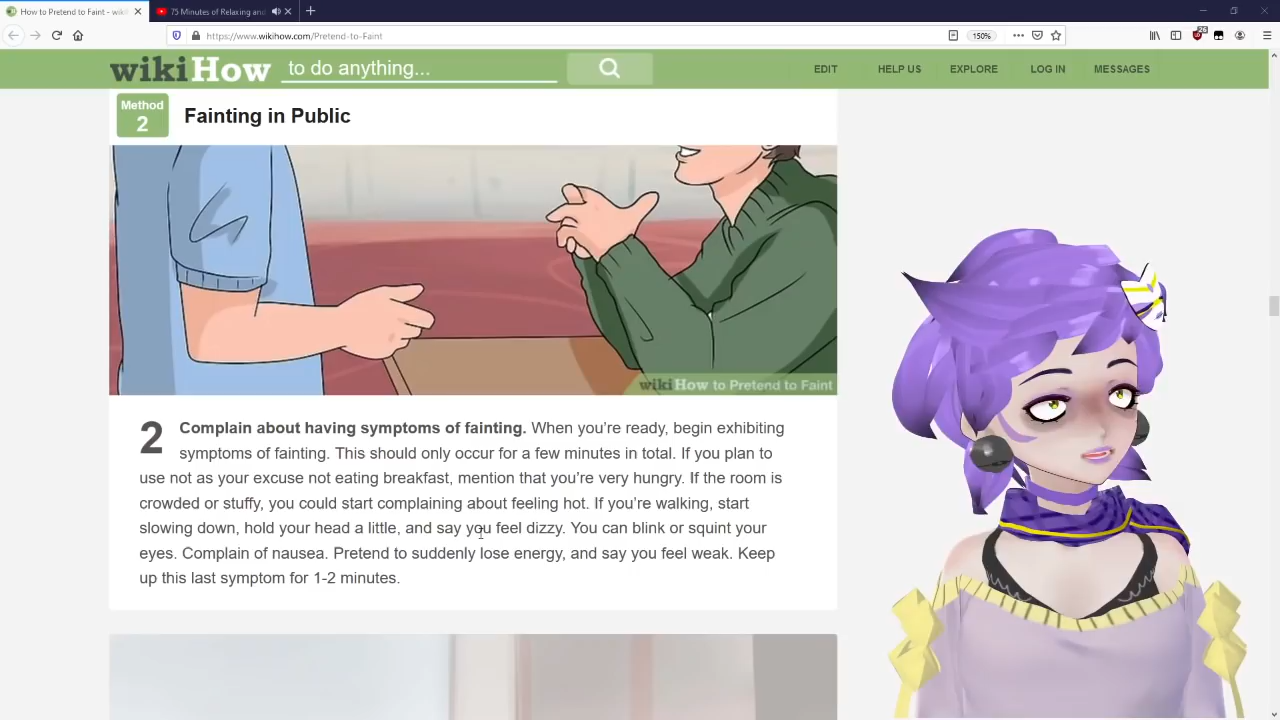 How to Pretend to Faint - wiki
75 Minutes of Relaxing and
https://www.wikihow.com/Pretend-to-Faint
150%
wikiHow to do anything...
EDIT HELP US EXPLORE LOG IN MESSAGES
Method
2
Fainting in Public
wikiHow to Pretend to Faint
2 Complain about having symptoms of fainting. When you're ready, begin exhibiting
symptoms of fainting. This should only occur for a few minutes in total. If you plan to
use not as your excuse not eating breakfast, mention that you're very hungry. If the room is
crowded or stuffy, you could start complaining about feeling hot. If you're walking, start
slowing down, hold your head a little, and say you feel dizzy. You can blink or squint your
eyes. Complain of nausea. Pretend to suddenly lose energy, and say you feel weak. Keep
up this last symptom for 1-2 minutes.